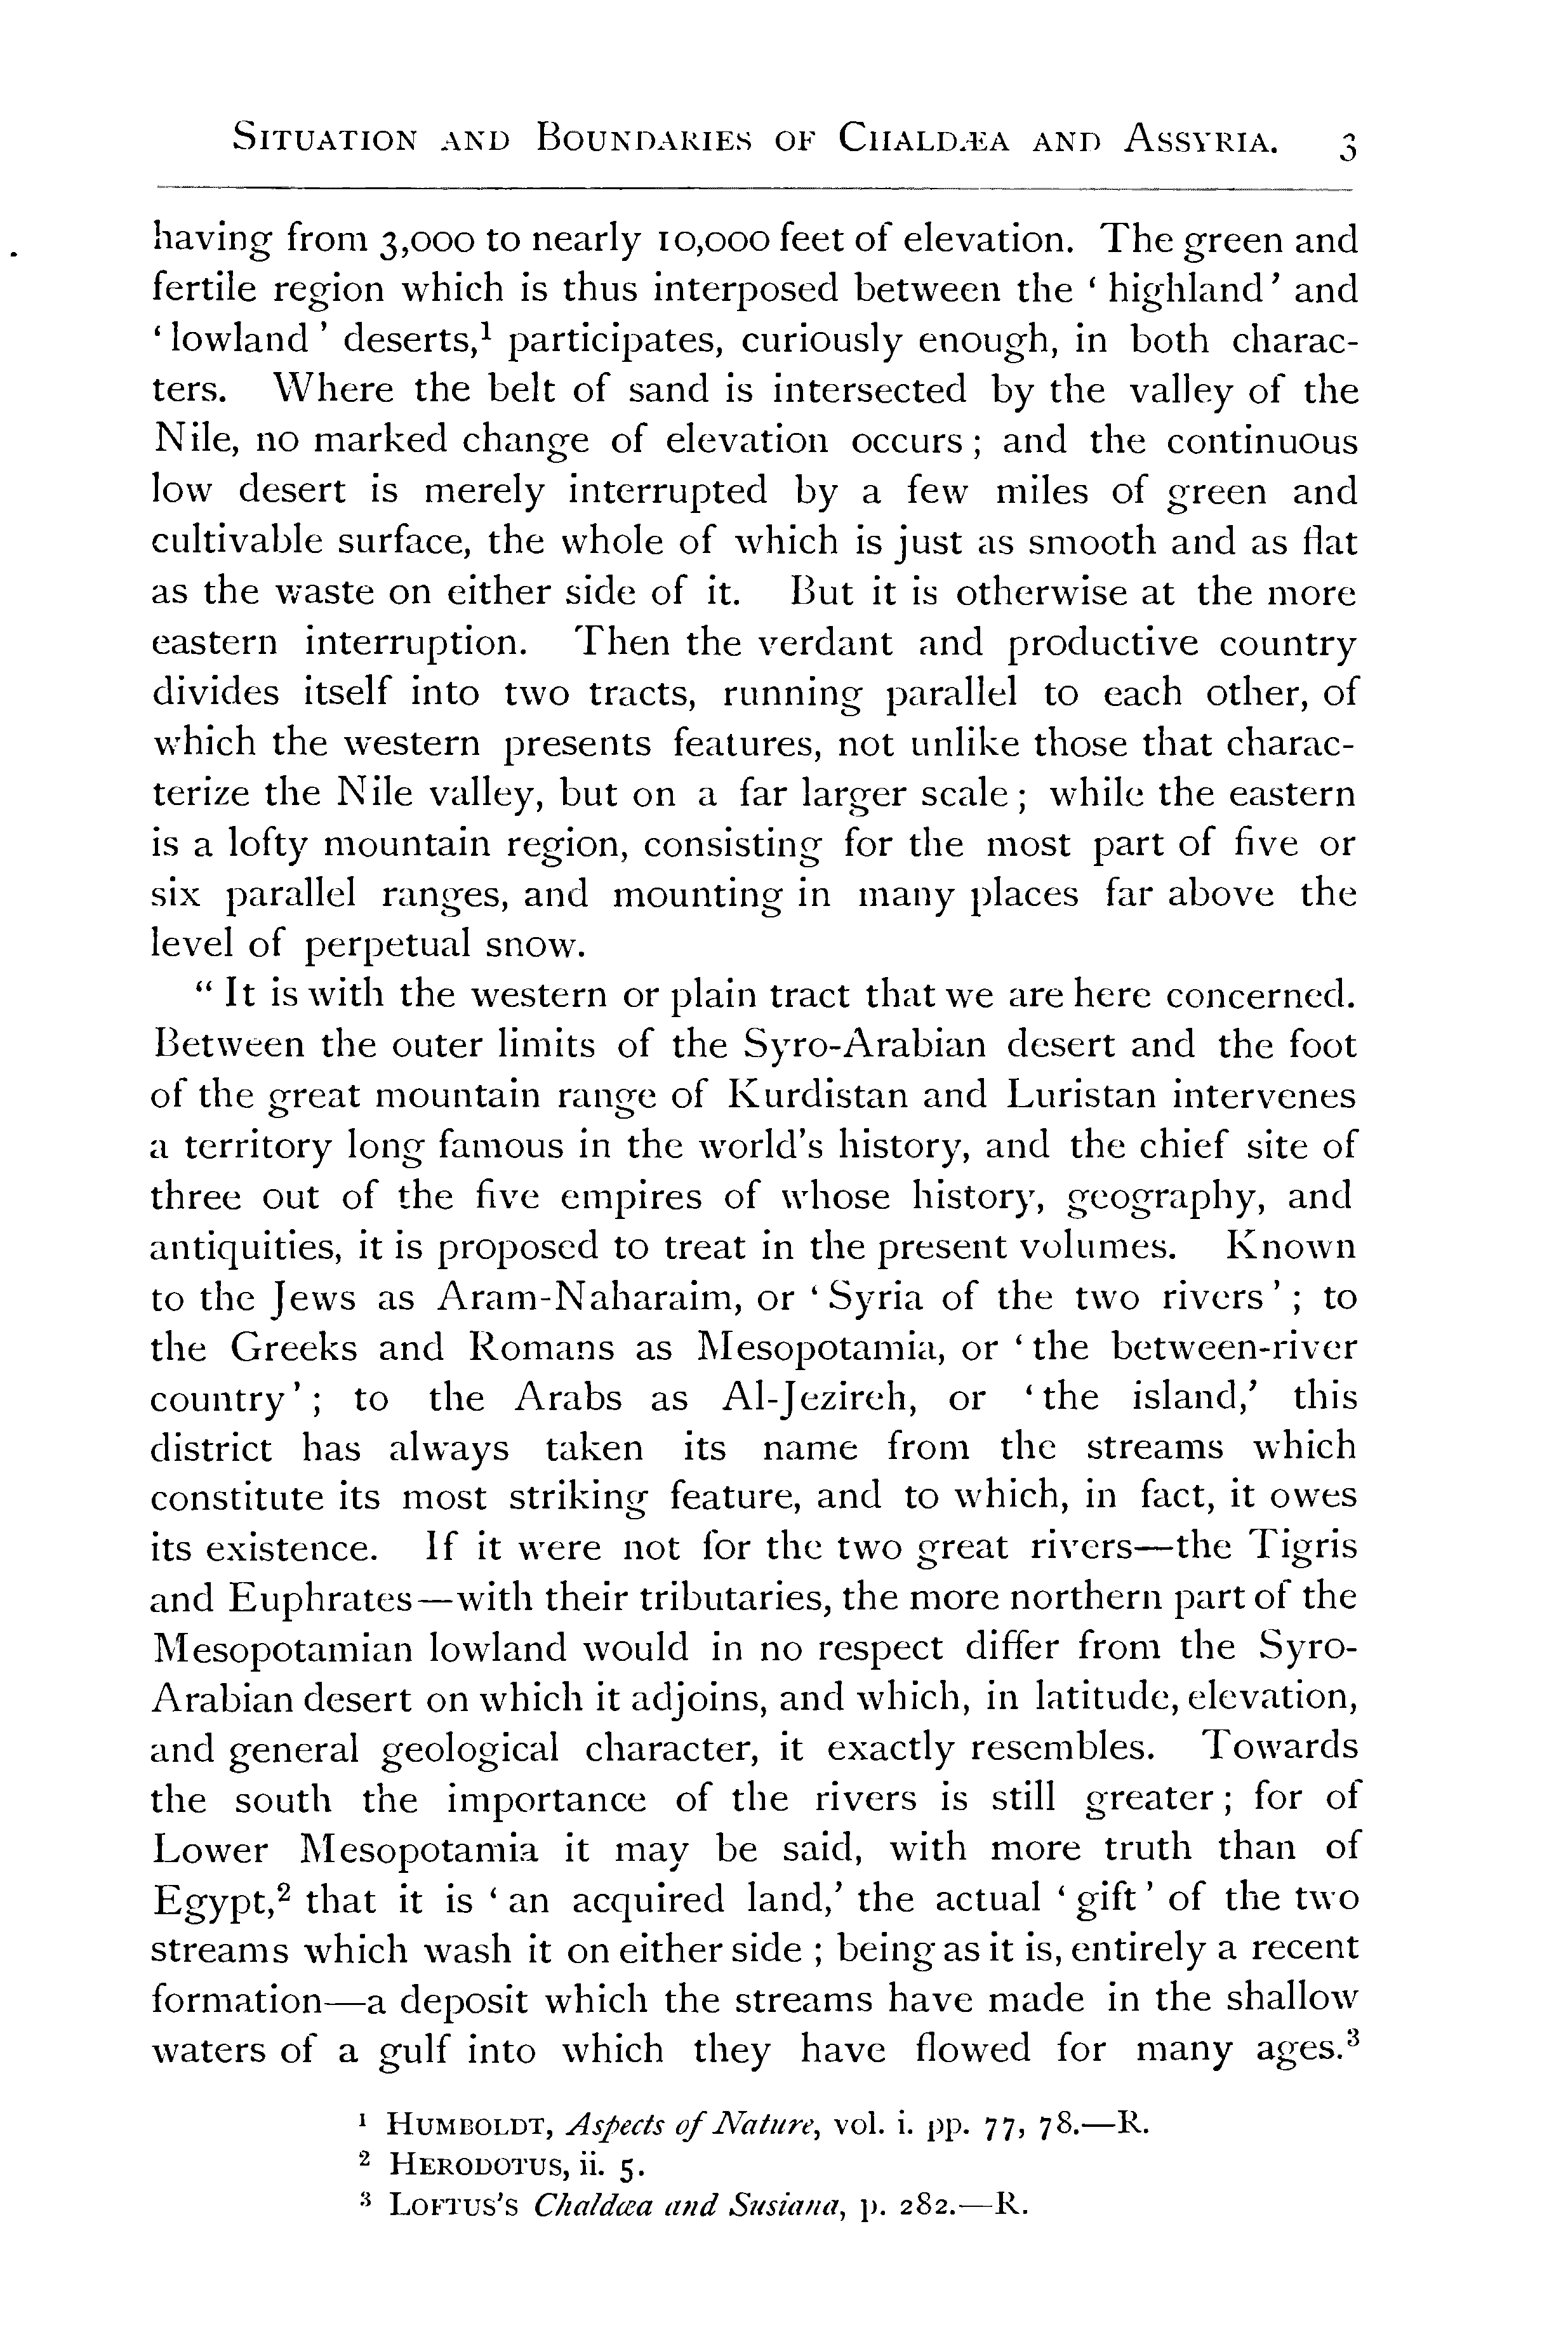 SITUATION AND BOUNDARIES OF CHALDÆA AND ASSYRIA. 3
having from 3,000 to nearly 10,000 feet of elevation. The green and
fertile region which is thus interposed between the ‘ highland’ and
‘ lowland ’ deserts,¹ participates, curiously enough, in both charac-
ters. Where the belt of sand is intersected by the valley of the
Nile, no marked change of elevation occurs; and the continuous
low desert is merely interrupted by a few miles of green and
cultivable surface, the whole of which is just as smooth and as flat
as the waste on either side of it. But it is otherwise at the more
eastern interruption. Then the verdant and productive country
divides itself into two tracts, running parallel to each other, of
which the western presents features, not unlike those that charac-
terize the Nile valley, but on a far larger scale; while the eastern
is a lofty mountain region, consisting for the most part of five or
six parallel ranges, and mounting in many places far above the
level of perpetual snow.
“ It is with the western or plain tract that we are here concerned.
Between the outer limits of the Syro-Arabian desert and the foot
of the great mountain range of Kurdistan and Luristan intervenes
a territory long famous in the world’s history, and the chief site of
three out of the five empires of whose history, geography, and
antiquities, it is proposed to treat in the present volumes. Known
to the Jews as Aram-Naharaim, or ‘ Syria of the two rivers ’; to
the Greeks and Romans as Mesopotamia, or ‘ the between-river
country ’; to the Arabs as Al-Jezireh, or ‘ the island,’ this
district has always taken its name from the streams which
constitute its most striking feature, and to which, in fact, it owes
its existence. If it were not for the two great rivers—the Tigris
and Euphrates—with their tributaries, the more northern part of the
Mesopotamian lowland would in no respect differ from the Syro-
Arabian desert on which it adjoins, and which, in latitude, elevation,
and general geological character, it exactly resembles. Towards
the south the importance of the rivers is still greater; for of
Lower Mesopotamia it may be said, with more truth than of
Egypt,² that it is ‘ an acquired land,’ the actual ‘ gift ’ of the two
streams which wash it on either side ; being as it is, entirely a recent
formation—a deposit which the streams have made in the shallow
waters of a gulf into which they have flowed for many ages.³
¹ HUMBOLDT, Aspects of Nature, vol. i. pp. 77, 78.—R.
² HERODOTUS, ii. 5.
³ LOFTUS’S Chaldæa and Susiana, p. 282.—R.